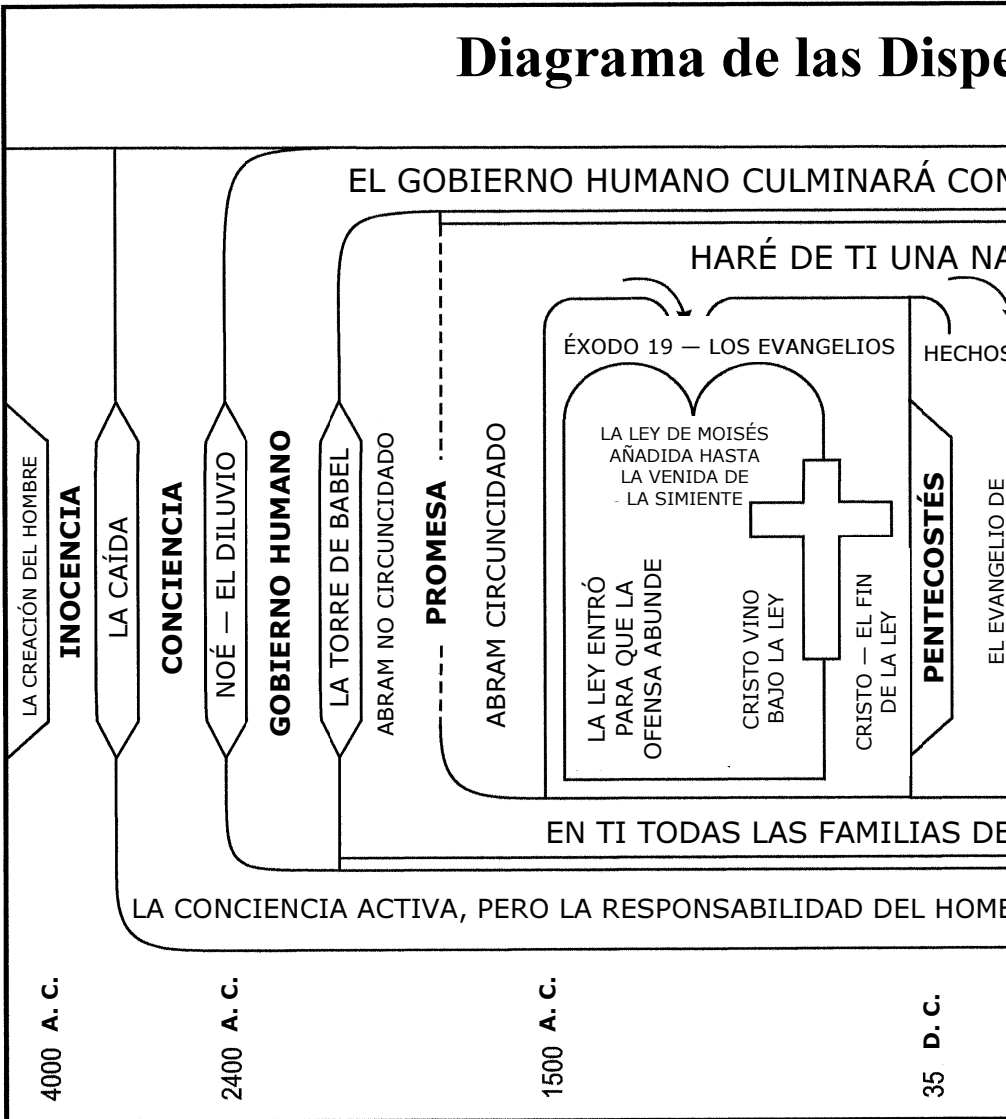 Diagrama de las Dispe
EL GOBIERNO HUMANO CULMINARÁ CON
HARÉ DE TI UNA NA
ÉXODO 19 — LOS EVANGELIOS
HECHOS
LA CREACIÓN DEL HOMBRE
INOCENCIA
LA CAÍDA
CONCIENCIA
NOÉ — EL DILUVIO
GOBIERNO HUMANO
LA TORRE DE BABEL
ABRAM NO CIRCUNCIDADO
PROMESA
ABRAM CIRCUNCIDADO
LA LEY DE MOISÉS
AÑADIDA HASTA
LA VENIDA DE
LA SIMIENTE
LA LEY ENTRÓ
PARA QUE LA
OFENSA ABUNDE
CRISTO VINO
BAJO LA LEY
CRISTO — EL FIN
DE LA LEY
PENTECOSTÉS
EL EVANGELIO DE
EN TI TODAS LAS FAMILIAS DE
LA CONCIENCIA ACTIVA, PERO LA RESPONSABILIDAD DEL HOMB
4000 A. C.
2400 A. C.
1500 A. C.
35 D. C.